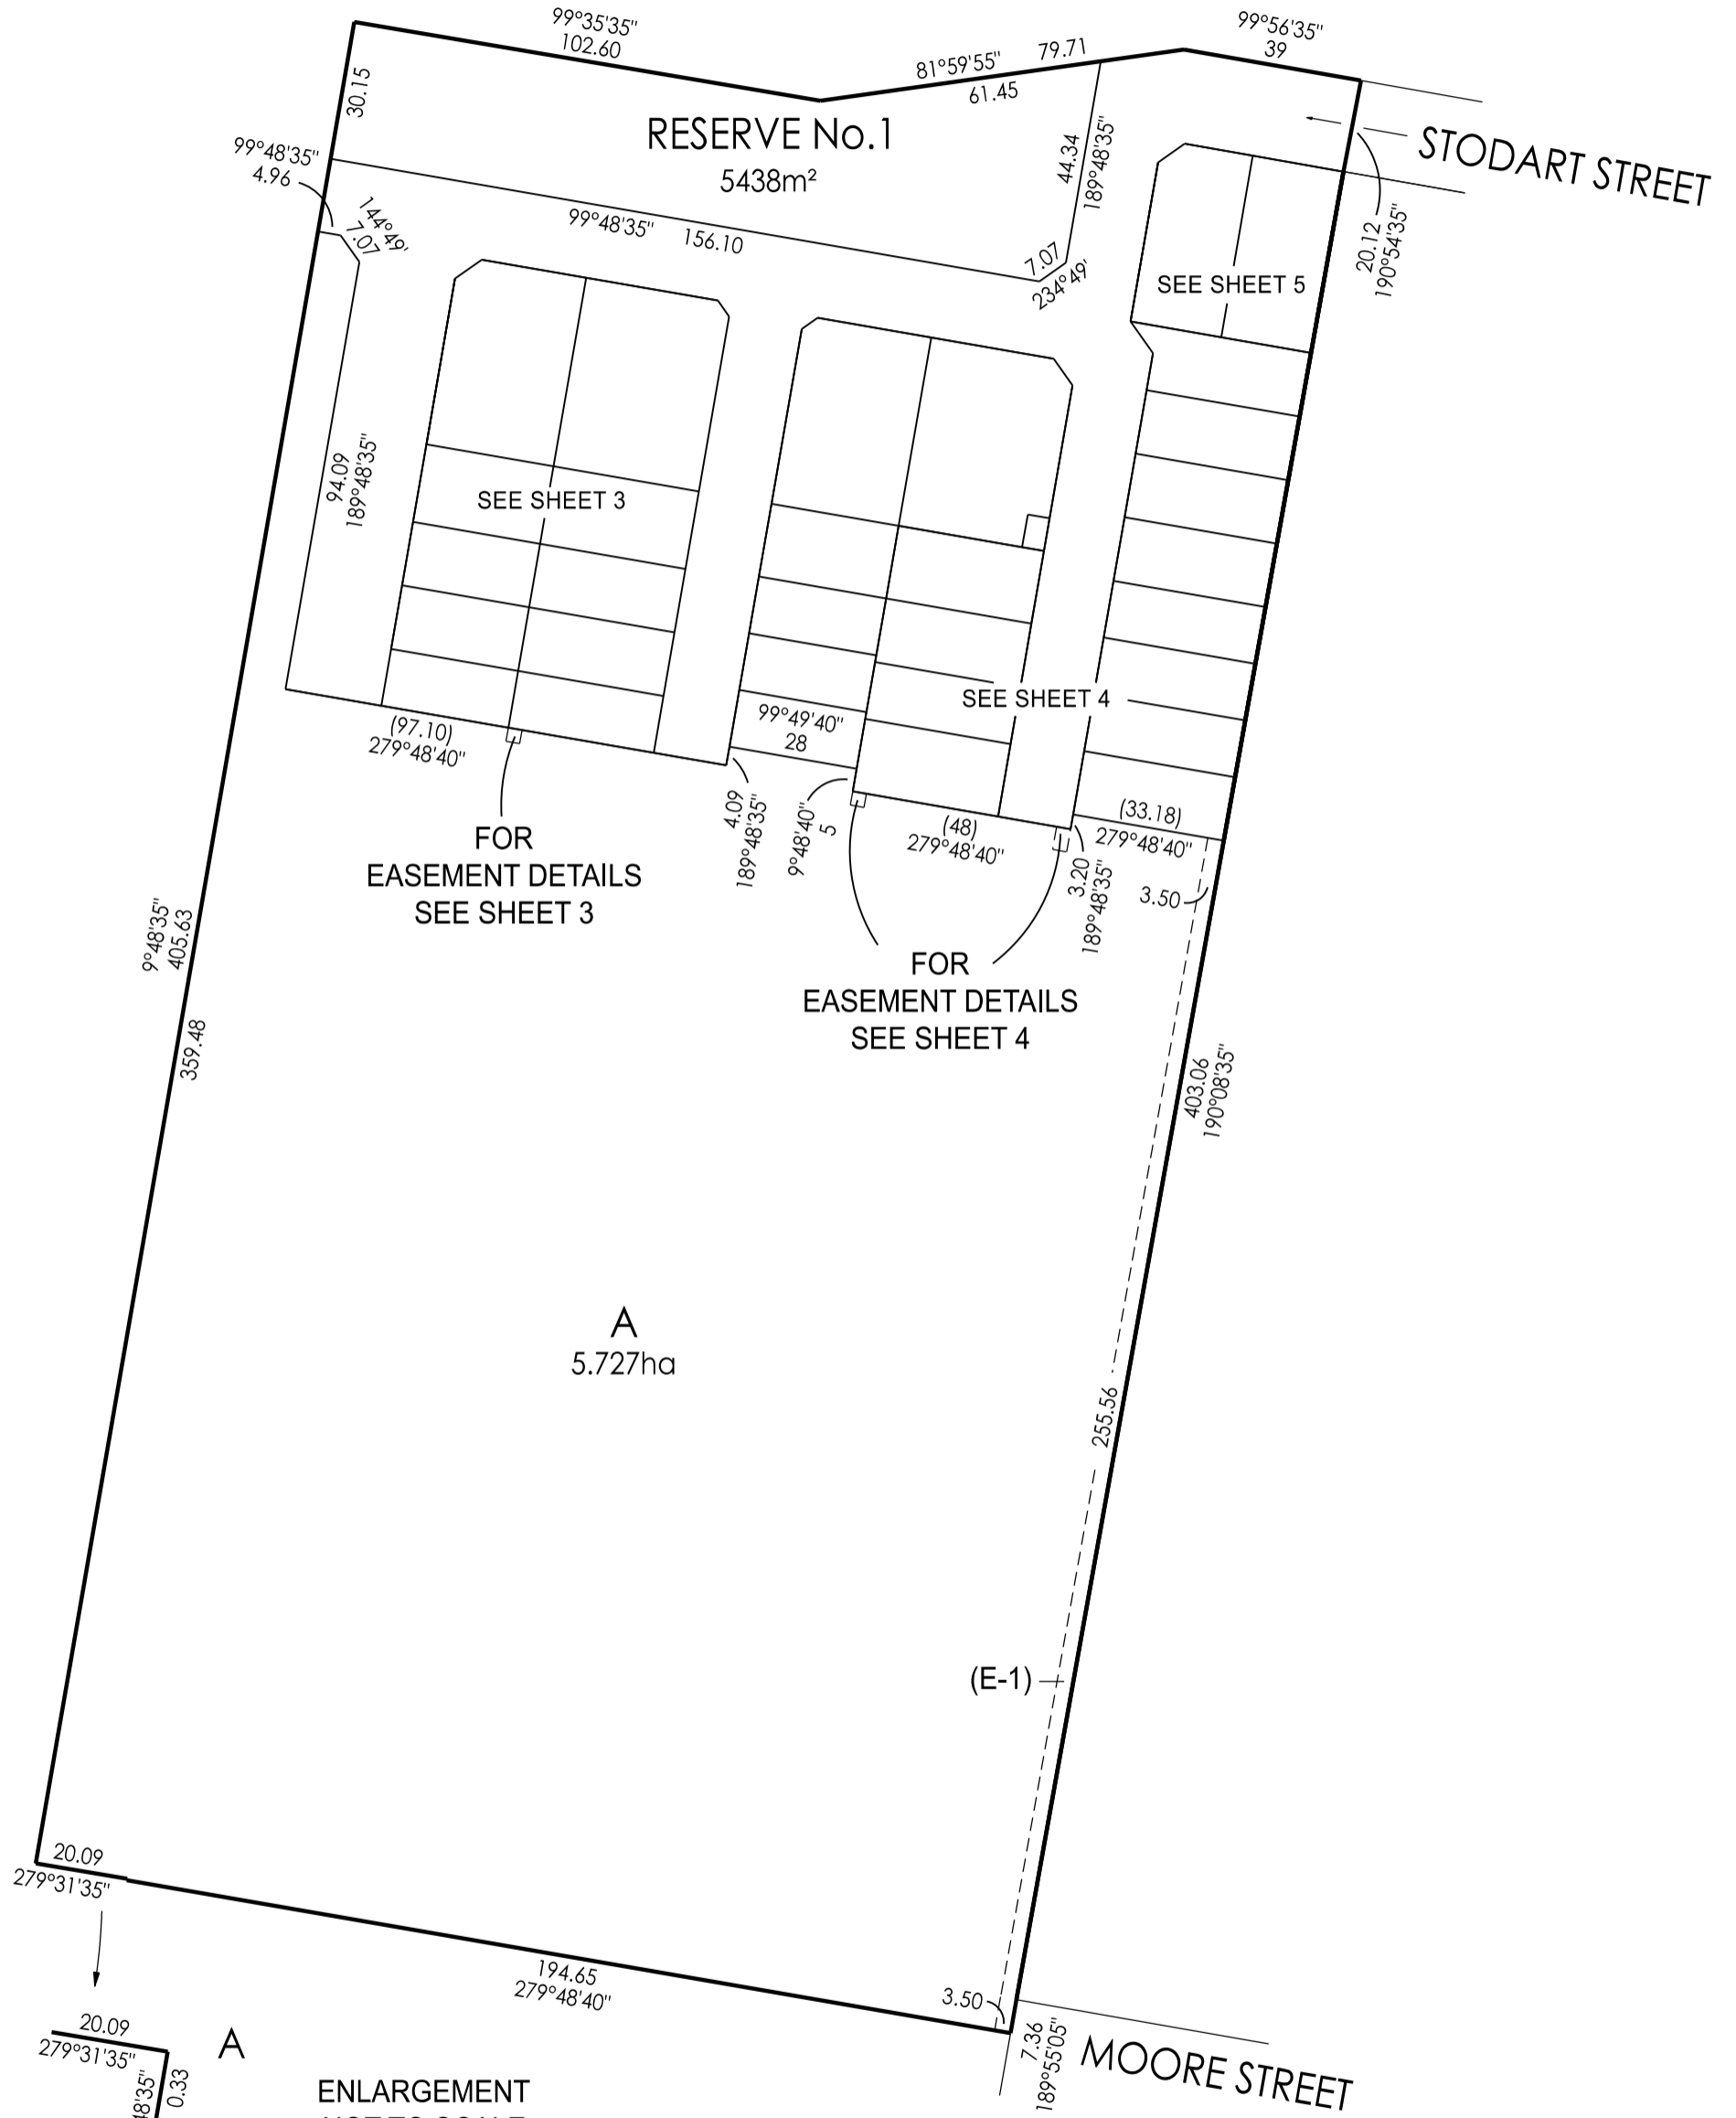 99°35'35"
102.60
81°59'55"
79.71
61.45
99°56'35"
39
30.15
RESERVE No.1
5438m²
44.34
189°48'35"
STODART STREET
99°48'35"
4.96
144°49'
7.07
99°48'35" 156.10
7.07
234°49'
20.12
190°54'35"
SEE SHEET 5
94.09
189°48'35"
SEE SHEET 3
SEE SHEET 4
(97.10)
279°48'40"
99°49'40"
28
4.09
189°48'35"
9°48'40"
5
(48)
279°48'40"
(33.18)
279°48'40"
3.20
189°48'35"
3.50
FOR
EASEMENT DETAILS
SEE SHEET 3
FOR
EASEMENT DETAILS
SEE SHEET 4
9°48'35"
405.63
359.48
403.06
190°08'35"
A
5.727ha
255.56
(E-1)
20.09
279°31'35"
194.65
279°48'40"
3.50
7.36
189°55'05"
MOORE STREET
20.09
279°31'35"
A
0.33
ENLARGEMENT